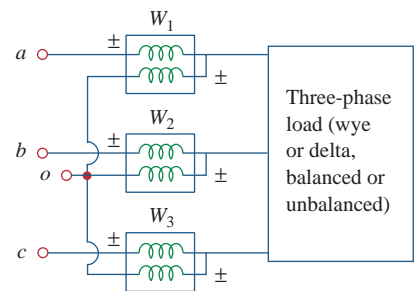 W₁
a
±
±
Three-phase
load (wye
or delta,
balanced or
unbalanced)
W₂
b
±
o
±
W₃
c
±
±